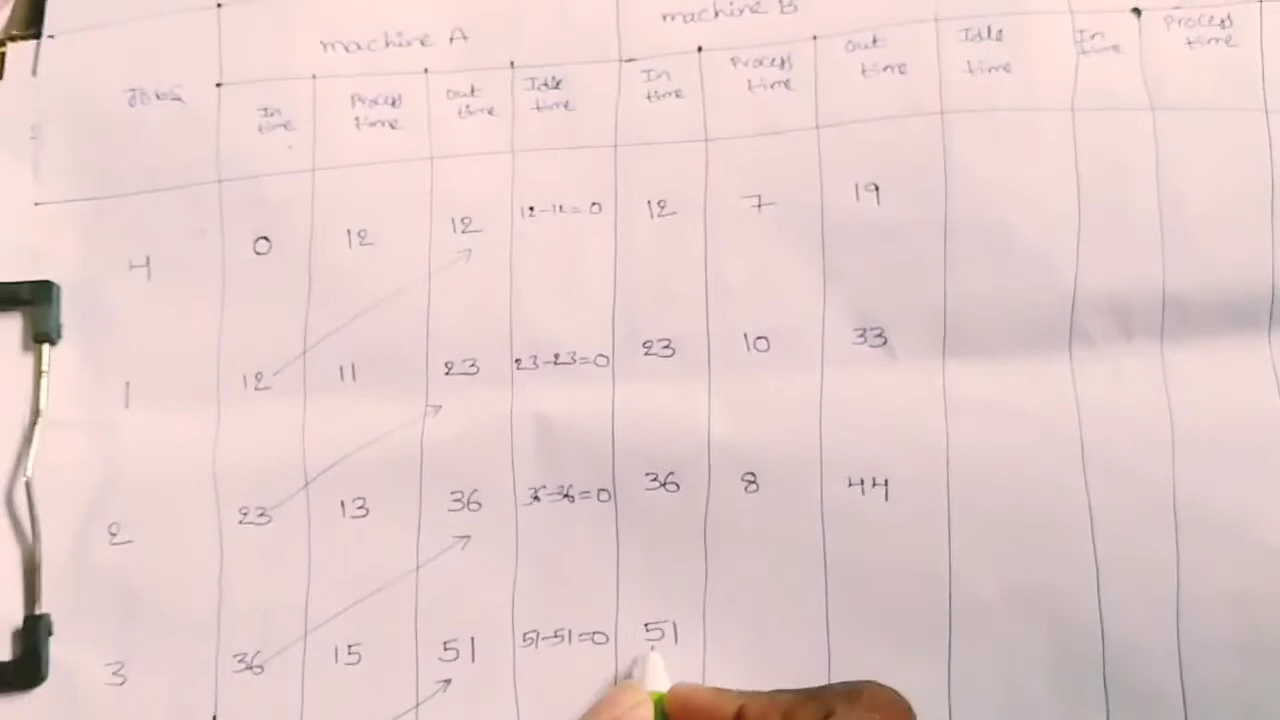 machine A machine B
Jobs In time Process time Out time Idle time In time Process time Out time Idle time In time Process time
4 0 12 12 12-12=0 12 7 19
1 12 11 23 23-23=0 23 10 33
2 23 13 36 36-36=0 36 8 44
3 36 15 51 51-51=0 51